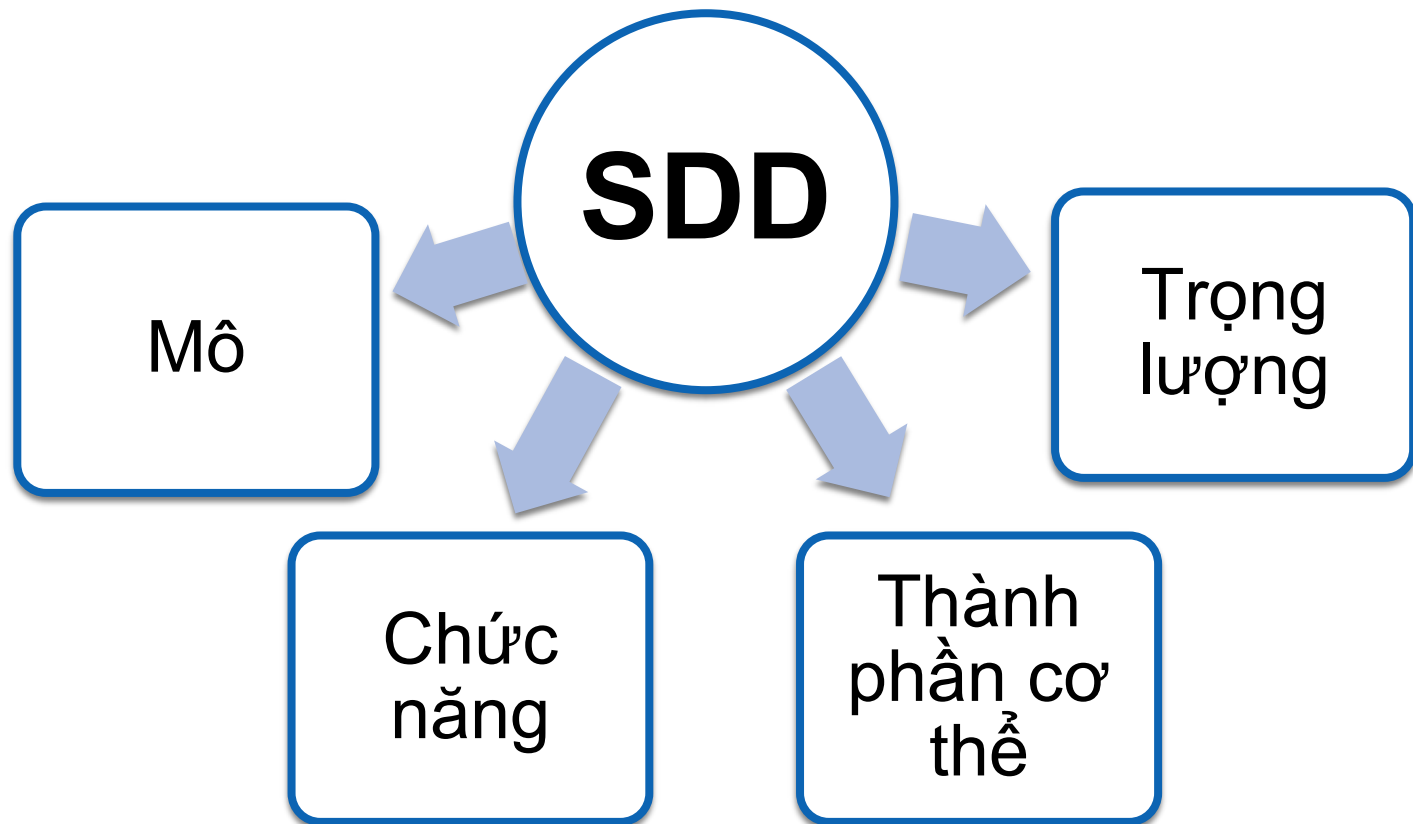 SDD
Mô
Trọng
lượng
Chức
năng
Thành
phần cơ
thể